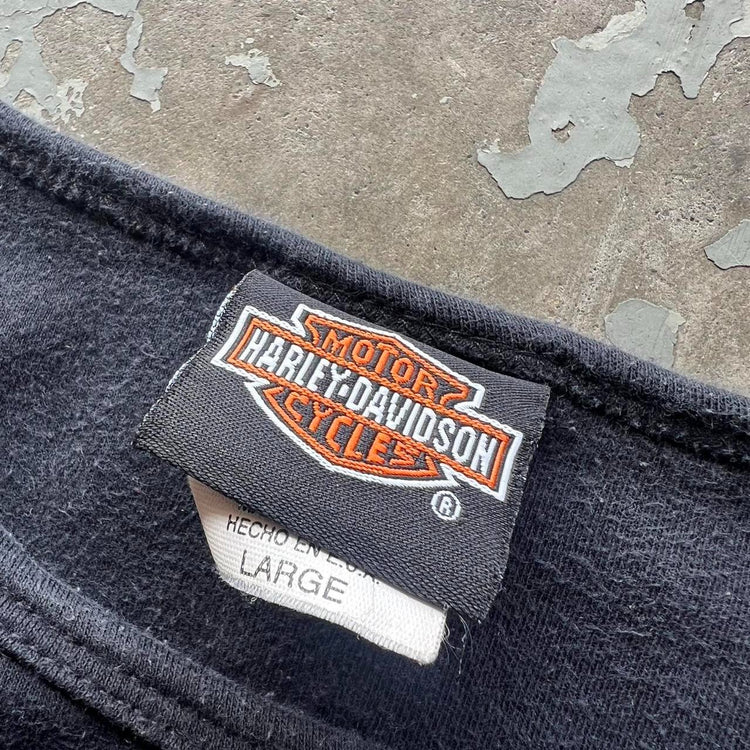 MOTOR
HARLEY-DAVIDSON
CYCLES
®
HECHO EN E.U.A.
LARGE